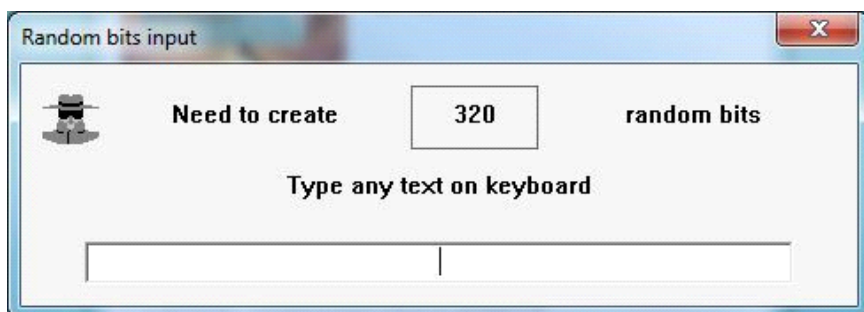 Random bits input
Need to create 320 random bits
Type any text on keyboard